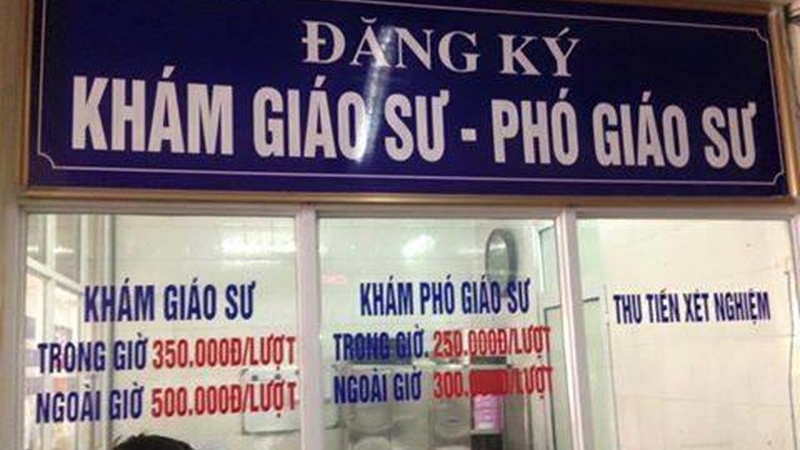 ĐĂNG KÝ
KHÁM GIÁO SƯ - PHÓ GIÁO SƯ
KHÁM GIÁO SƯ
TRONG GIỜ 350.000Đ/LƯỢT
NGOÀI GIỜ 500.000Đ/LƯỢT
KHÁM PHÓ GIÁO SƯ
TRONG GIỜ. 250.000Đ/LƯỢT
NGOÀI GIỜ 300.000Đ/LƯỢT
THU TIỀN XÉT NGHIỆM